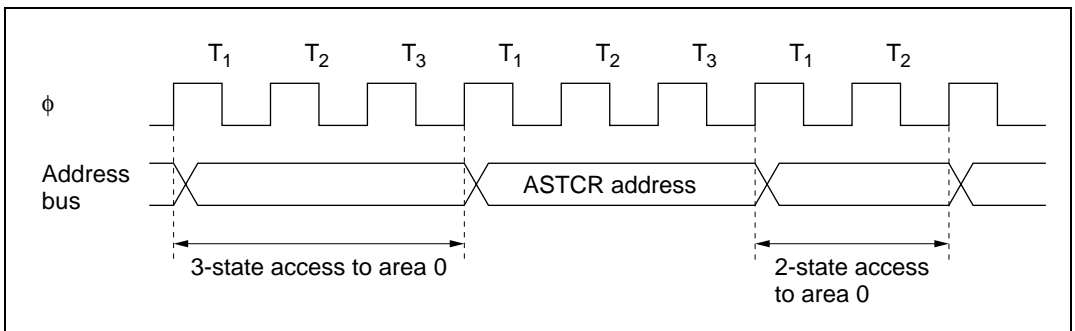 T1 T2 T3 T1 T2 T3 T1 T2
ϕ
Address
bus
ASTCR address
3-state access to area 0
2-state access
to area 0